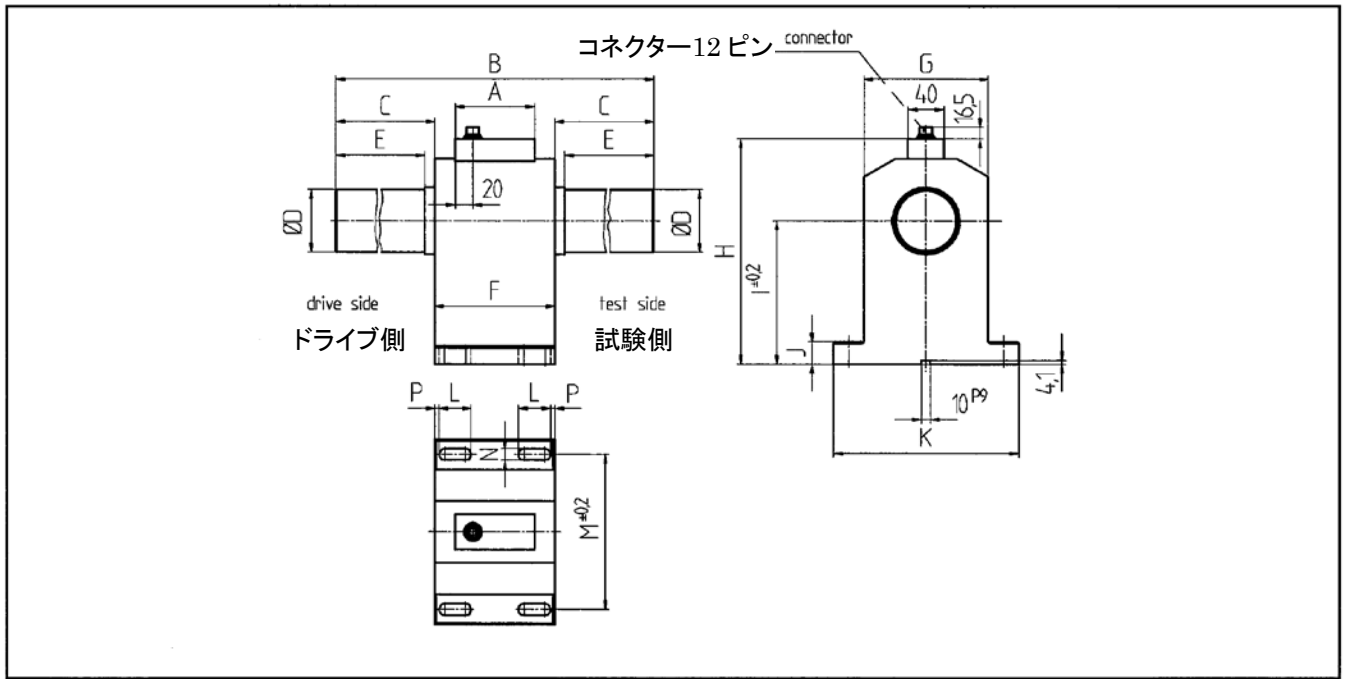 コネクター12 ピン connector
B
G
A
40
16,5
C
C
E
E
20
ØD
ØD
H
I±0,2
F
drive side
test side
ドライブ側
試験側
J
4,1
10P9
K
P
L
L
P
N
M±0,2